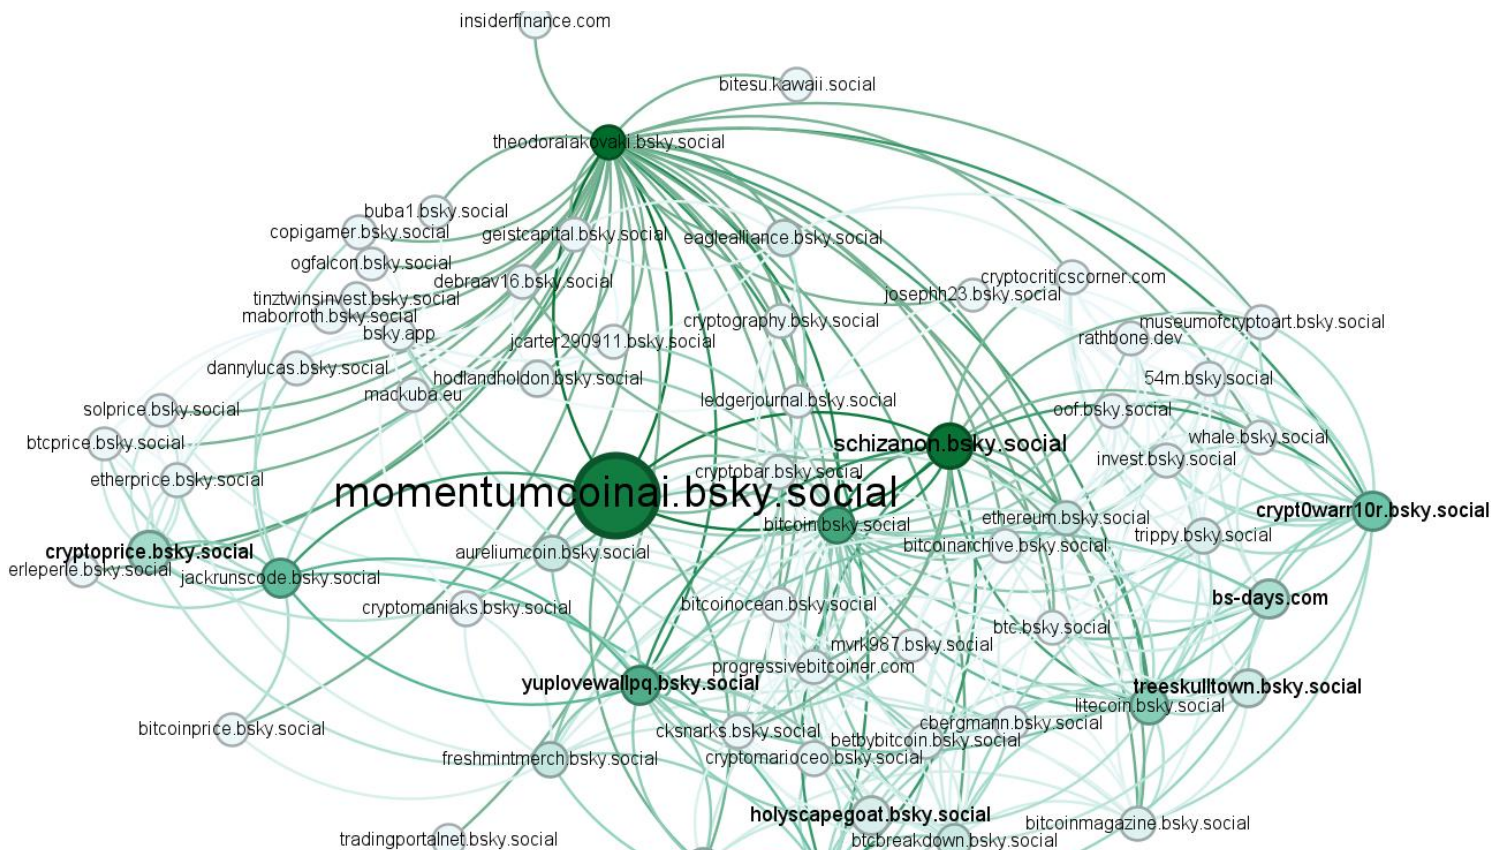 insiderfinance.com
bitesu.kawaii.social
theodoraiakovaki.bsky.social
buba1.bsky.social
copigamer.bsky.social
geistcapital.bsky.social
eaglealliance.bsky.social
ogfalcon.bsky.social
debraav16.bsky.social
cryptocriticscorner.com
josephh23.bsky.social
tinztwinsinvest.bsky.social
maborroth.bsky.social
cryptography.bsky.social
museumofcryptoart.bsky.social
bsky.app
jcarter290911.bsky.social
rathbone.dev
dannylucas.bsky.social
hodlandholdon.bsky.social
54m.bsky.social
mackuba.eu
ledgerjournal.bsky.social
solprice.bsky.social
oof.bsky.social
btcprice.bsky.social
schizanon.bsky.social
whale.bsky.social
invest.bsky.social
cryptobar.bsky.social
etherprice.bsky.social
momentumcoinai.bsky.social
crypt0warr10r.bsky.social
bitcoin.bsky.social
ethereum.bsky.social
trippy.bsky.social
cryptoprice.bsky.social
aureliumcoin.bsky.social
bitcoinarchive.bsky.social
erleperle.bsky.social
jackrunscode.bsky.social
bs-days.com
cryptomaniaks.bsky.social
bitcoinocean.bsky.social
btc.bsky.social
mvrk987.bsky.social
progressivebitcoiner.com
yuplovewallpq.bsky.social
treeskulltown.bsky.social
litecoin.bsky.social
bitcoinprice.bsky.social
cksnarks.bsky.social
cbergmann.bsky.social
betbybitcoin.bsky.social
freshmintmerch.bsky.social
cryptomarioceo.bsky.social
holyscapegoat.bsky.social
bitcoinmagazine.bsky.social
tradingportalnet.bsky.social
btcbreakdown.bsky.social